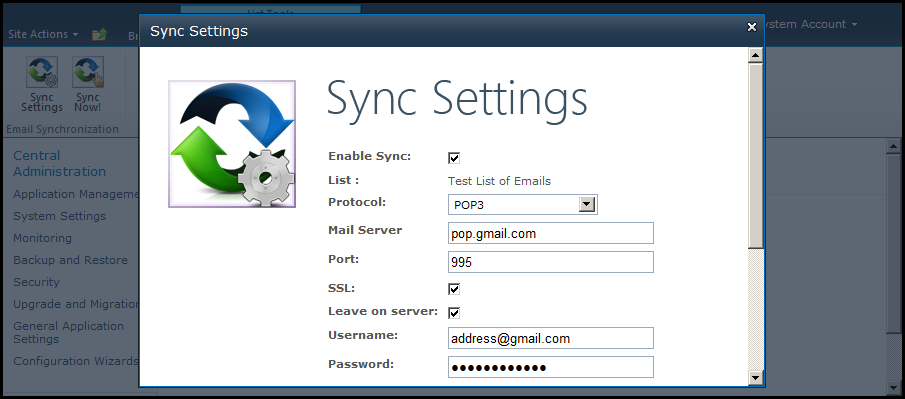 List Tools
Sync Settings
System Account
Site Actions
Br
Sync Settings
Sync Settings
Sync Now!
Email Synchronization
Central Administration
Application Manageme
System Settings
Monitoring
Backup and Restore
Security
Upgrade and Migration
General Application Settings
Configuration Wizards
Enable Sync:
List : Test List of Emails
Protocol: POP3
Mail Server pop.gmail.com
Port: 995
SSL:
Leave on server:
Username: address@gmail.com
Password: ●●●●●●●●●●●●